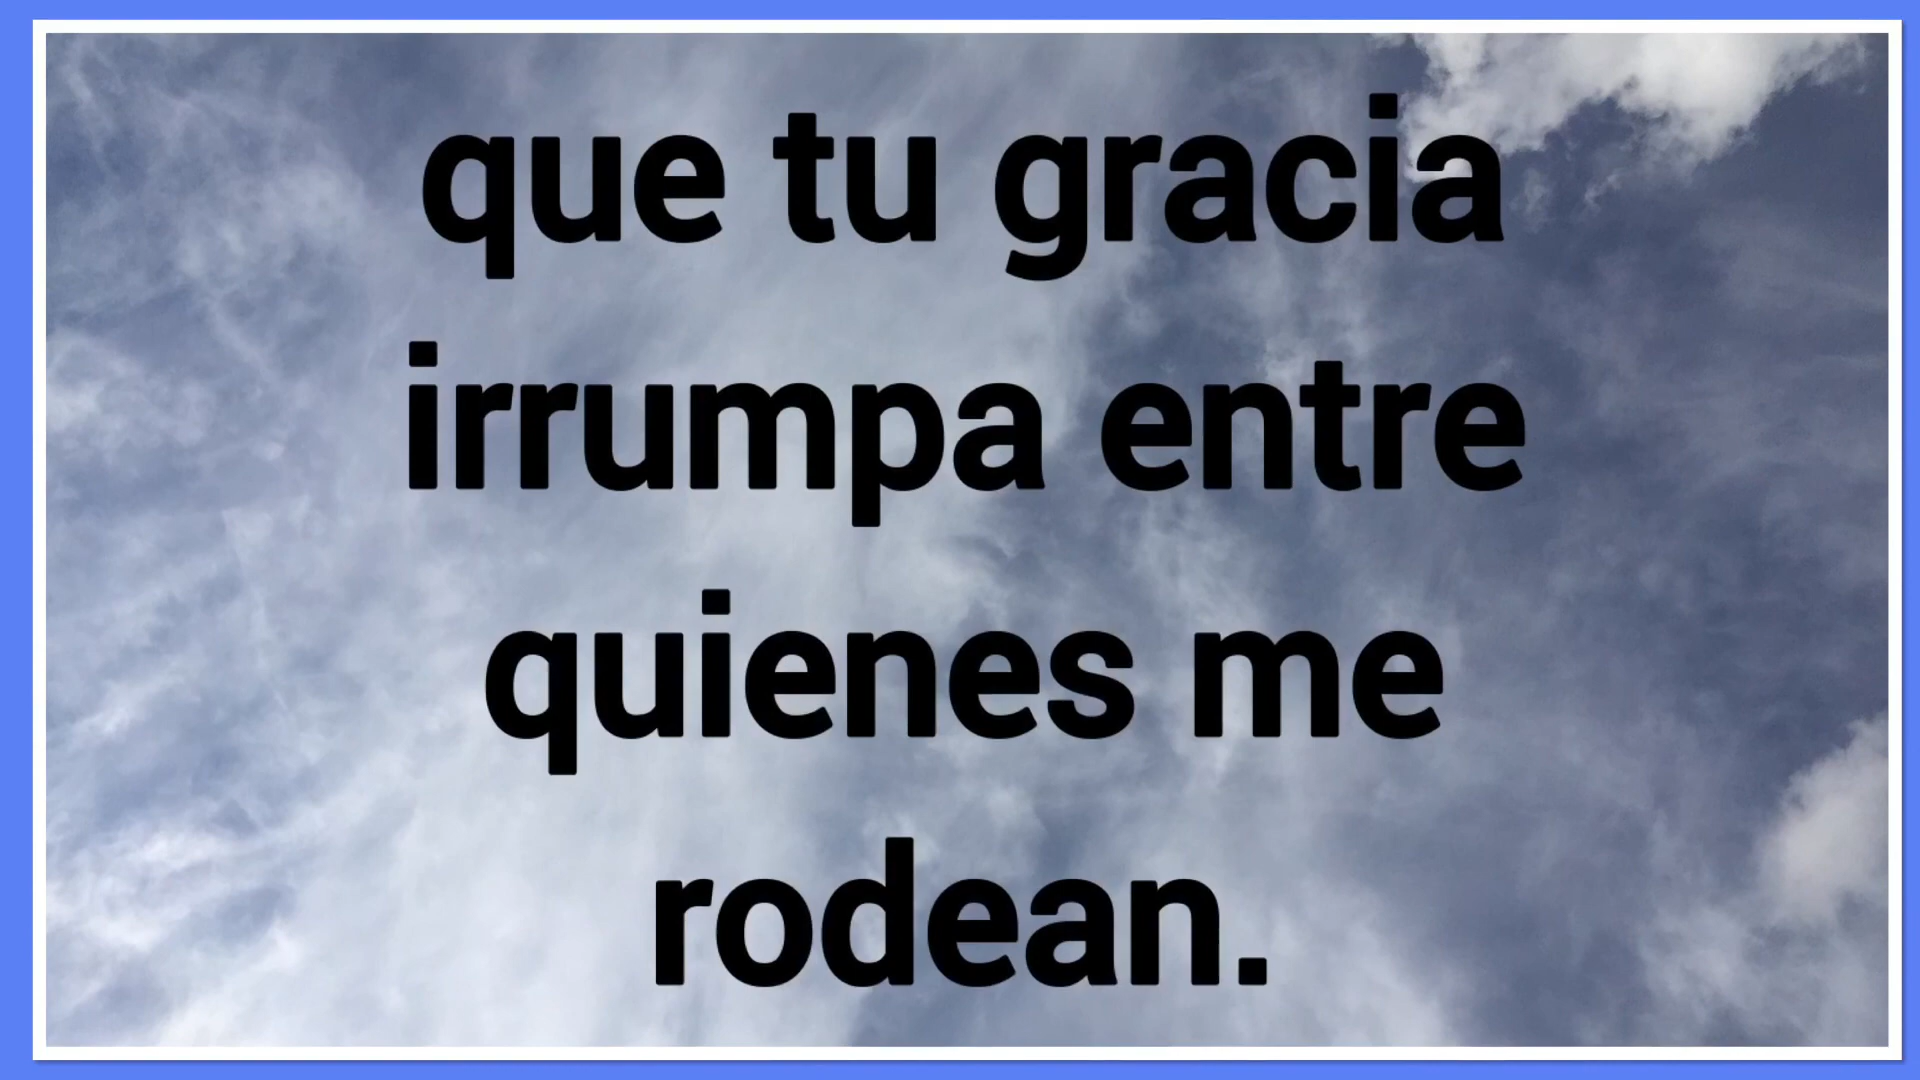 que tu gracia
irrumpa entre
quienes me
rodean.